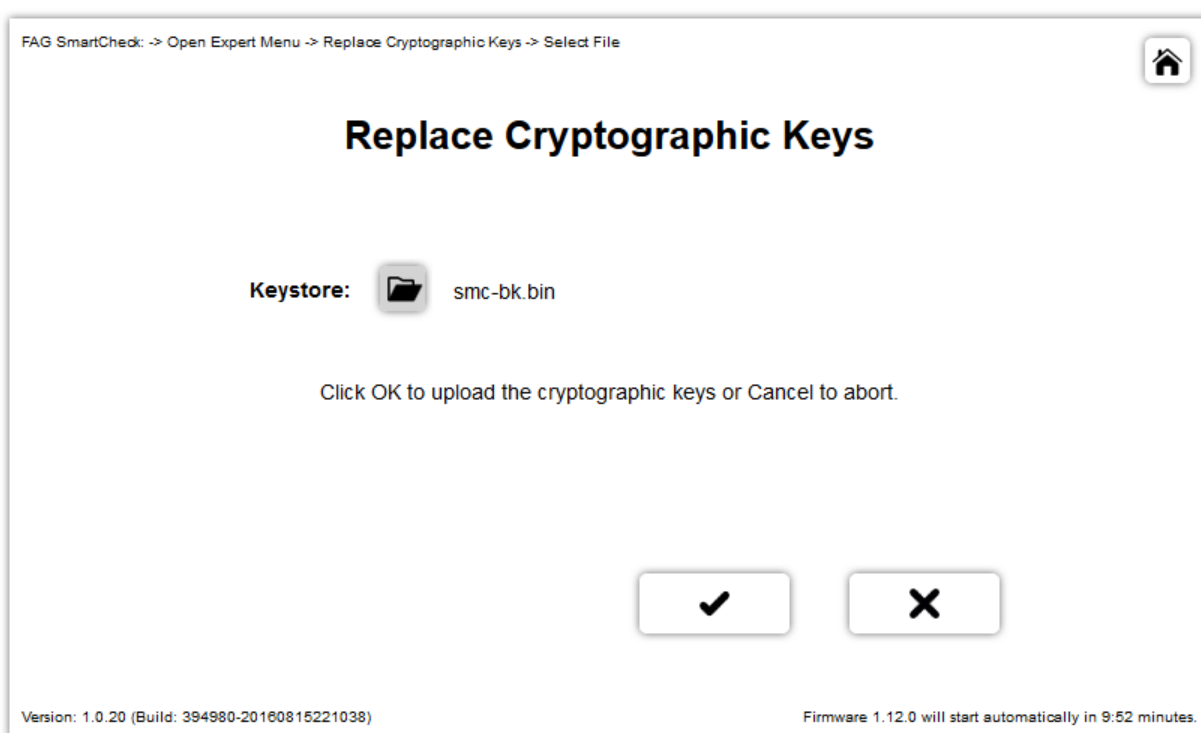 FAG SmartCheck: -> Open Expert Menu -> Replace Cryptographic Keys -> Select File
Replace Cryptographic Keys
Keystore: smc-bk.bin
Click OK to upload the cryptographic keys or Cancel to abort.
Version: 1.0.20 (Build: 394980-20160815221038) Firmware 1.12.0 will start automatically in 9:52 minutes.